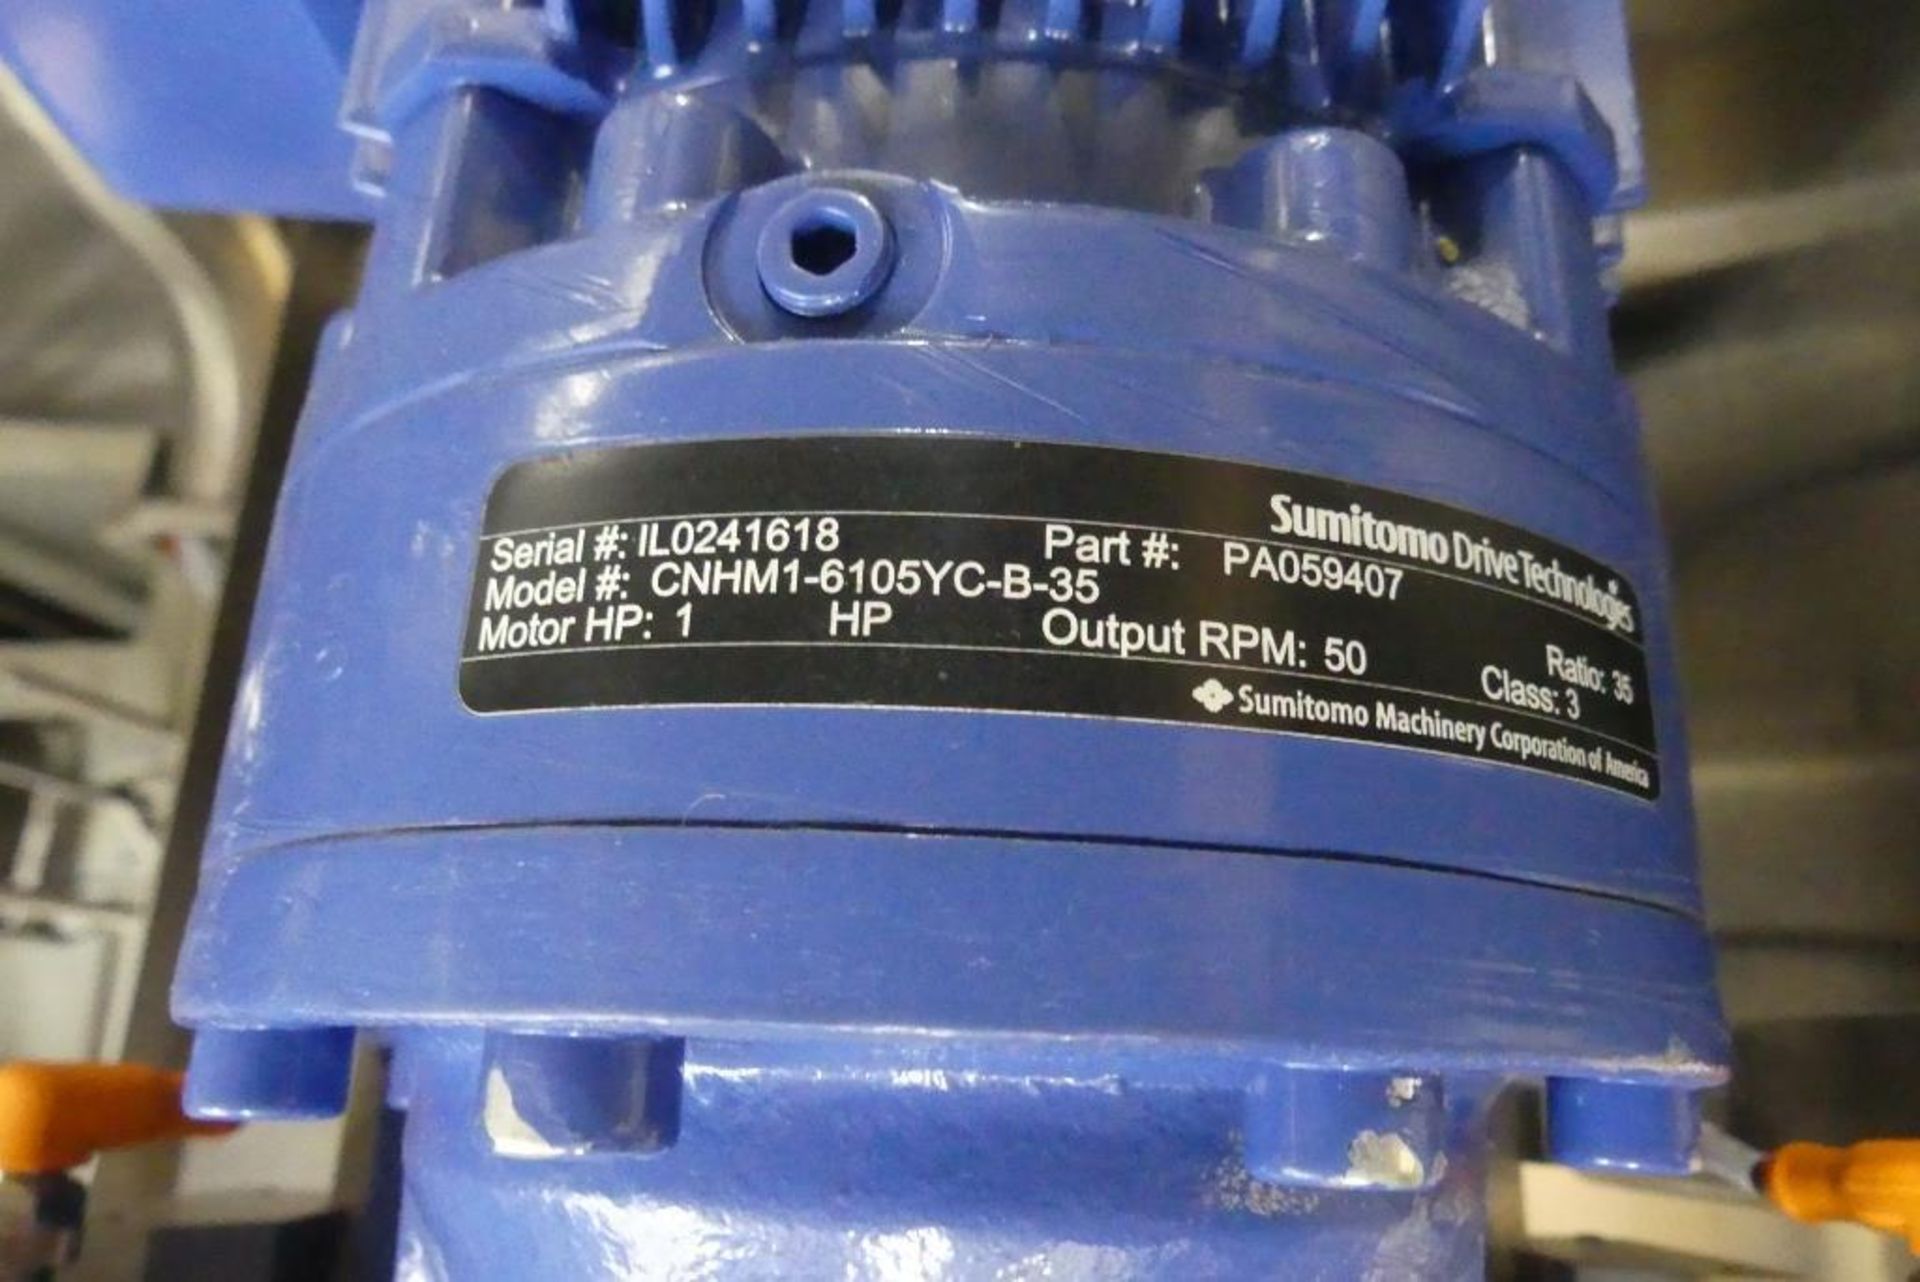 Sumitomo Drive Technologies
Serial #: IL0241618 Part #: PA059407
Model #: CNHM1-6105YC-B-35 Ratio: 35
Motor HP: 1 HP Output RPM: 50 Class: 3
Sumitomo Machinery Corporation of America